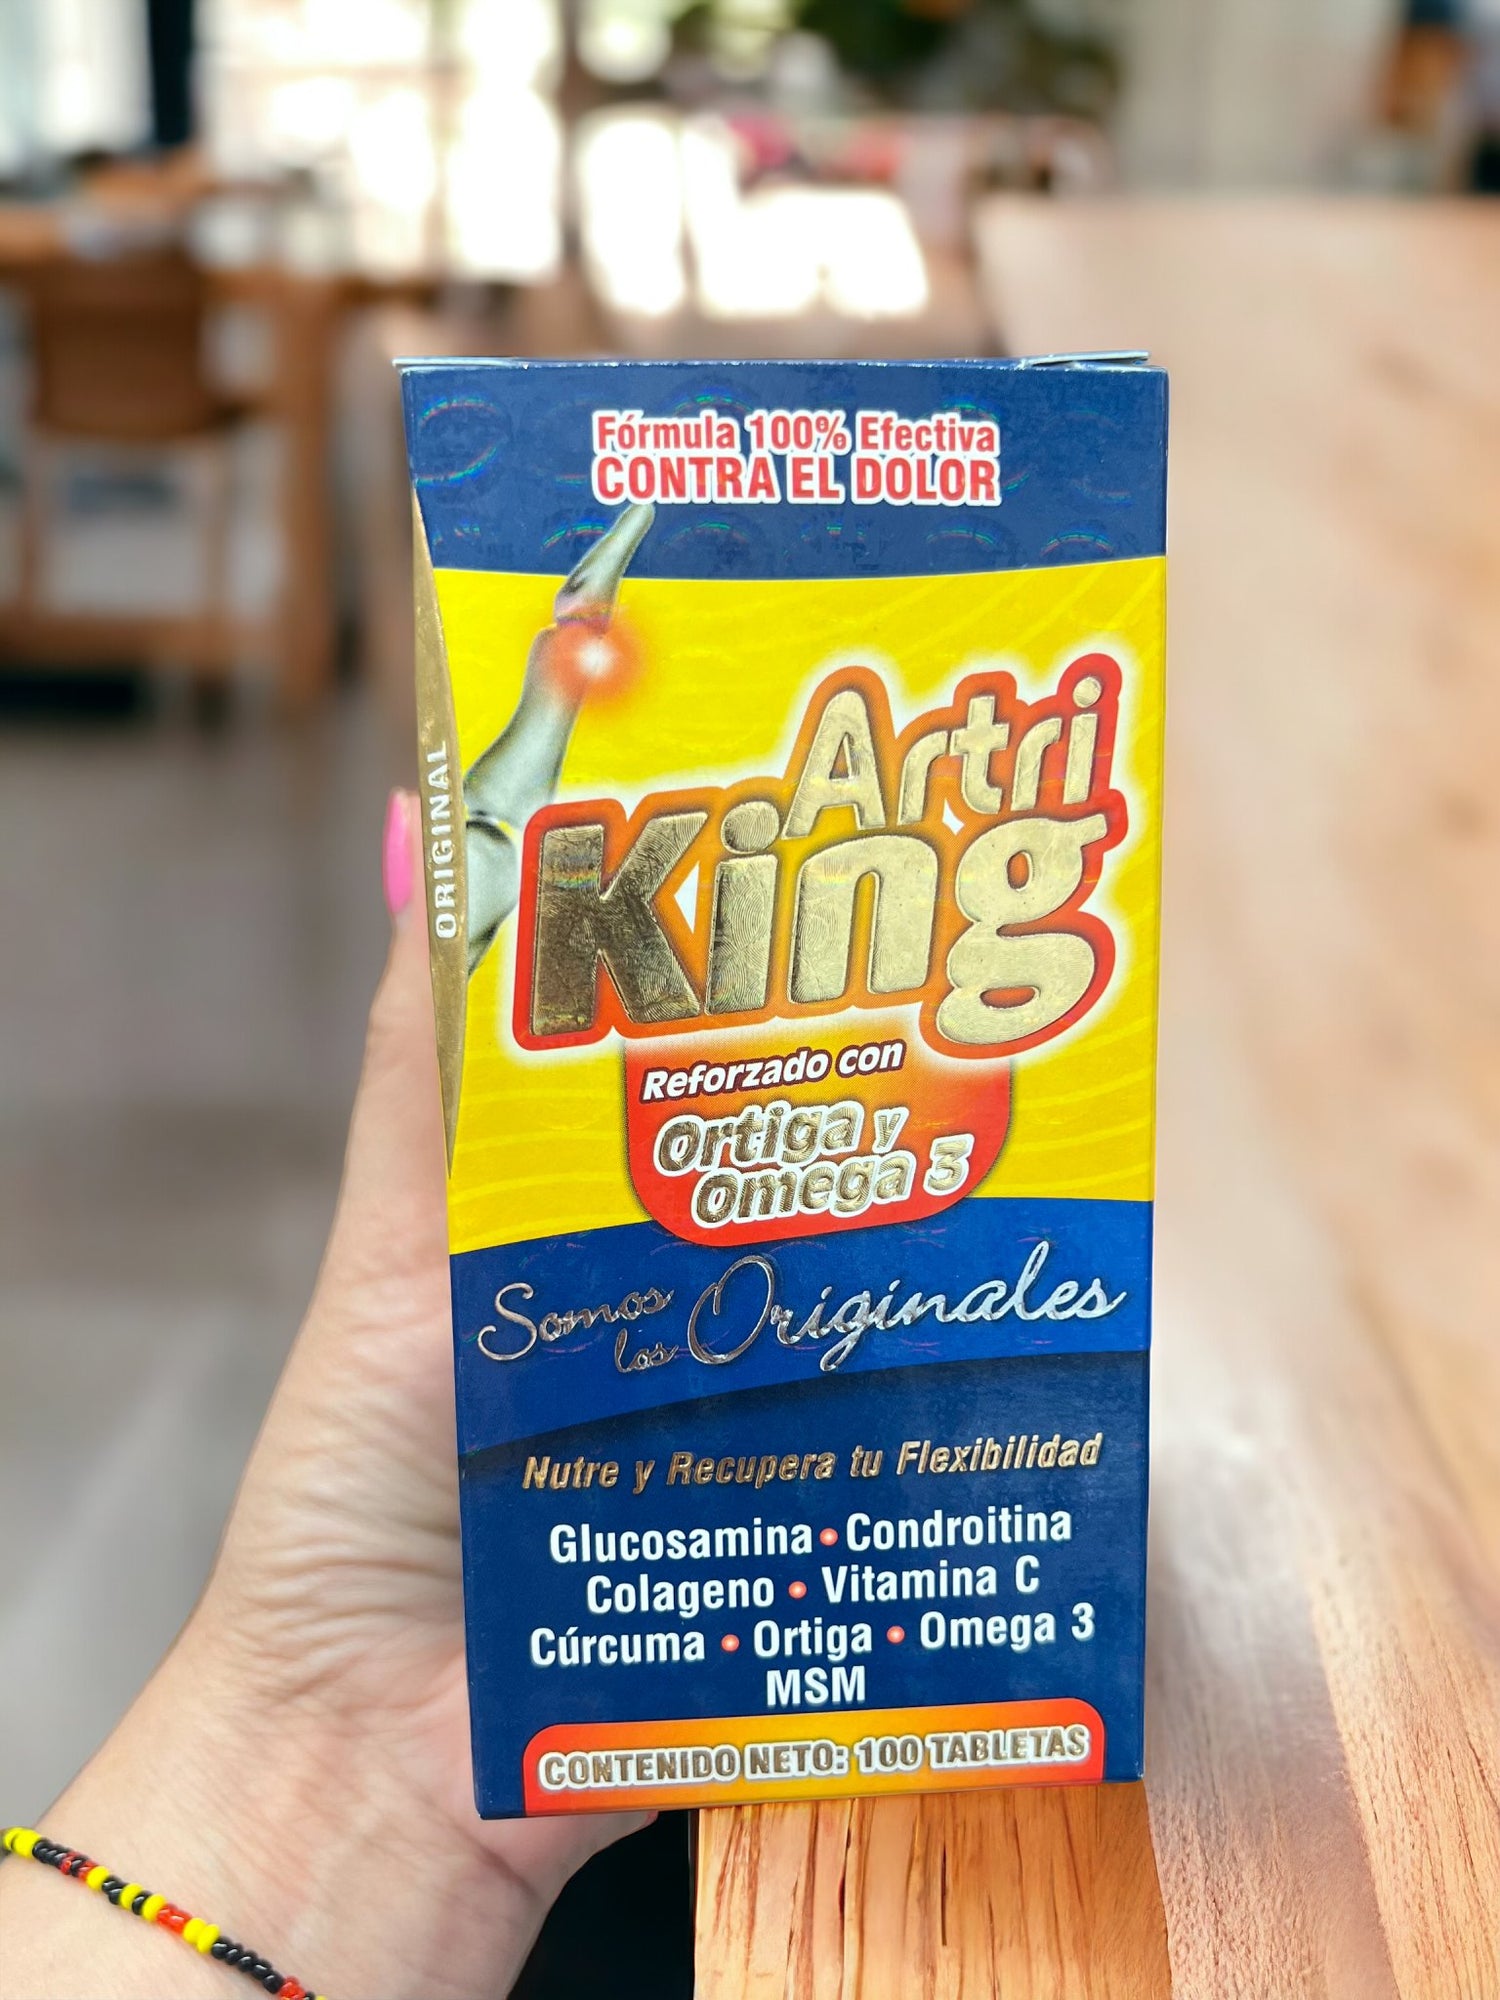 Fórmula 100% Efectiva
CONTRA EL DOLOR
ORIGINAL
Artri
King
Reforzado con
Ortiga y
Omega 3
Somos
los Originales
Nutre y Recupera tu Flexibilidad
Glucosamina • Condroitina
Colageno • Vitamina C
Cúrcuma • Ortiga • Omega 3
MSM
CONTENIDO NETO: 100 TABLETAS